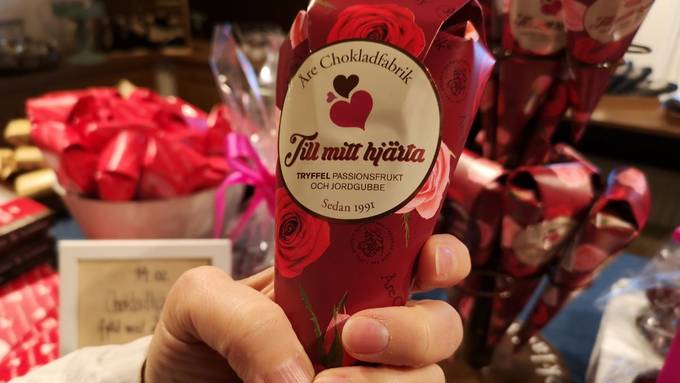 Åre Chokladfabrik
Till mitt hjärta
TRYFFEL PASSIONSFRUKT
OCH JORDGUBBE
Sedan 1991